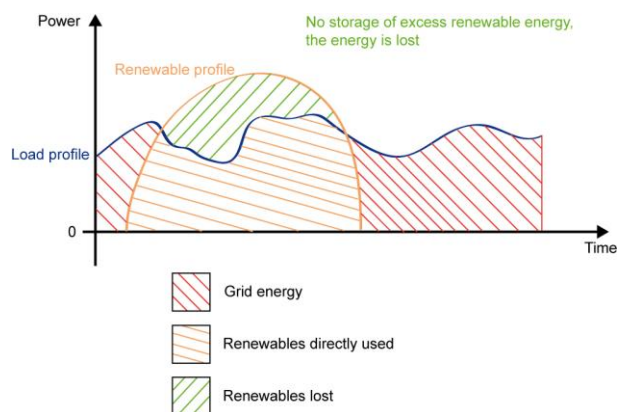 Power
No storage of excess renewable energy,
the energy is lost
Renewable profile
Load profile
0
Time
Grid energy
Renewables directly used
Renewables lost